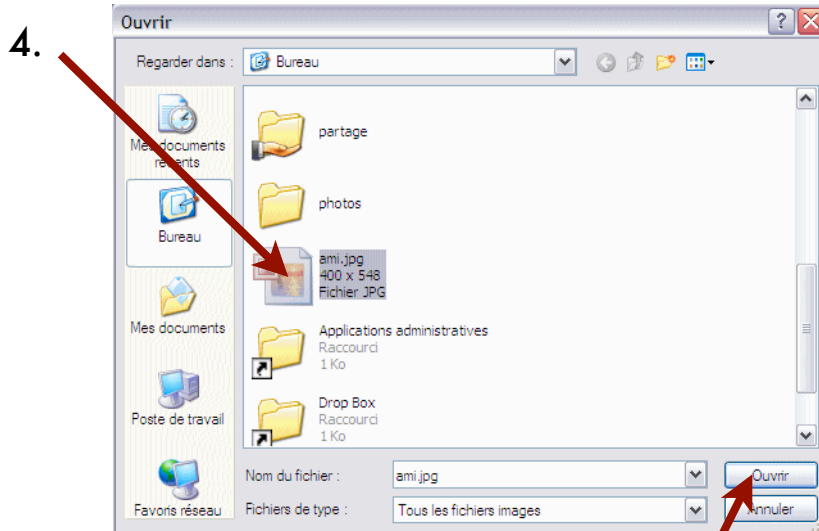 Ouvrir
4.
Regarder dans :
Bureau
Mes documents
récents
Bureau
Mes documents
Poste de travail
Favoris réseau
partage
photos
ami.jpg
400 x 548
Fichier JPG
Applications administratives
Raccourci
1 Ko
Drop Box
Raccourci
1 Ko
Nom du fichier :
ami.jpg
Ouvrir
Fichiers de type :
Tous les fichiers images
Annuler